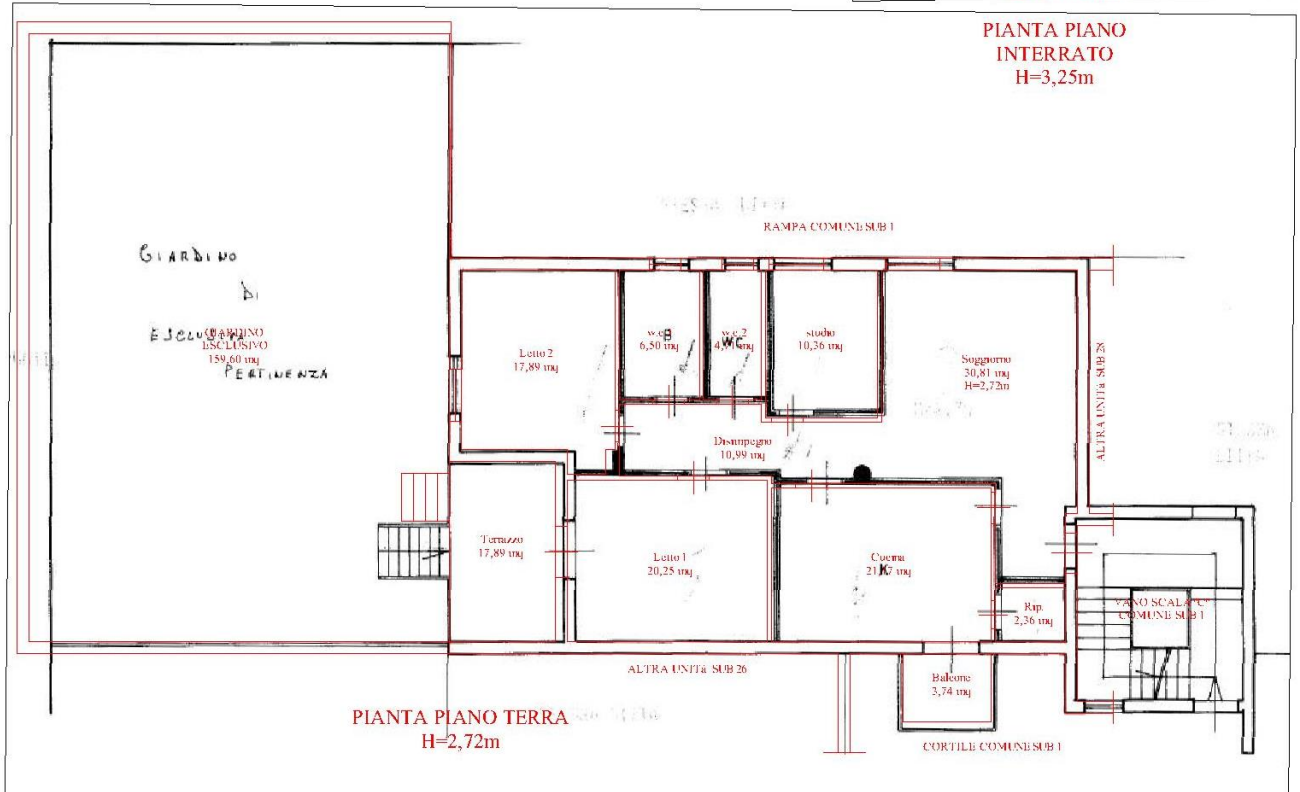 PIANTA PIANO
INTERRATO
H=3,25m
RAMPA COMUNE SUB 1
GIARDINO
DI
ESCLUSIVA
PERTINENZA
GIARDINO
ESCLUSIVO
159,60 mq
Letto 2
17,89 mq
B
6,50 mq
w.c.2
WC
studio
10,36 mq
Soggiorno
30,81 mq
H=2,72m
ALTRA UNITà SUB 28
Disimpegno
10,99 mq
Terrazzo
17,89 mq
Letto 1
20,25 mq
Cucina
K
Rip.
2,36 mq
VANO SCALA "C"
COMUNE SUB 1
ALTRA UNITà SUB 26
Balcone
3,74 mq
CORTILE COMUNE SUB 1
PIANTA PIANO TERRA
H=2,72m